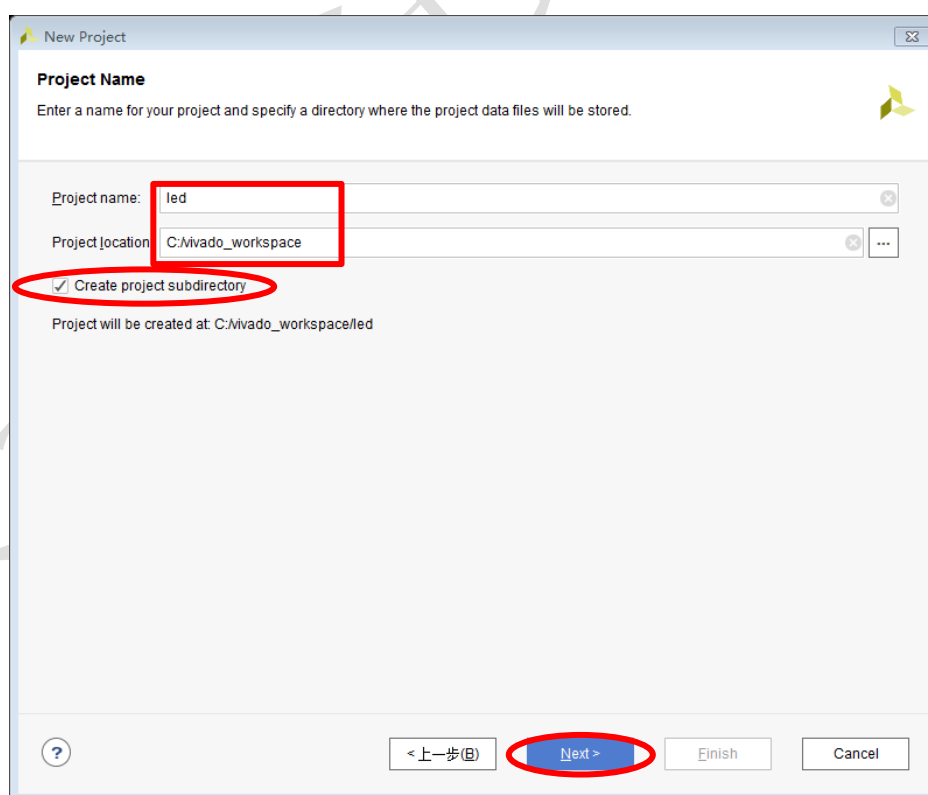 New Project
Project Name
Enter a name for your project and specify a directory where the project data files will be stored.
Project name: led
Project location C:/vivado_workspace ...
Create project subdirectory
Project will be created at: C:/vivado_workspace/led
? <上一步(B) Next > Finish Cancel